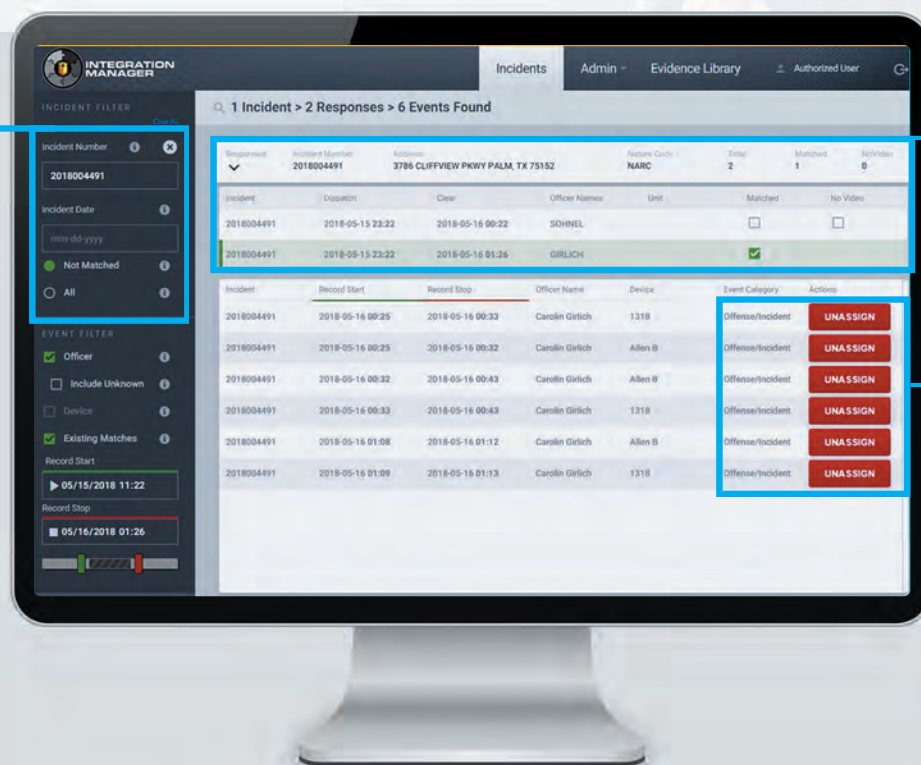 INTEGRATION
MANAGER
Incidents Admin Evidence Library Authorized User
INCIDENT FILTER
Clear All
Incident Number
2018004491
Incident Date
mm-dd-yyyy
Not Matched
All
EVENT FILTER
Officer
Include Unknown
Device
Existing Matches
Record Start
05/15/2018 11:22
Record Stop
05/16/2018 01:26
1 Incident > 2 Responses > 6 Events Found
Responses Incident Number Address Nature Code Total Matched NoVideo
2018004491 3786 CLIFFVIEW PKWY PALM, TX 75152 NARC 2 1 0
Incident Dispatch Clear Officer Names Unit Matched No Video
2018004491 2018-05-15 23:22 2018-05-16 00:22 SOHNEL
2018004491 2018-05-15 23:22 2018-05-16 01:26 GIRLICH
Incident Record Start Record Stop Officer Name Device Event Category Actions
2018004491 2018-05-16 00:25 2018-05-16 00:33 Carolin Girlich 1318 Offense/Incident UNASSIGN
2018004491 2018-05-16 00:25 2018-05-16 00:32 Carolin Girlich Allen B Offense/Incident UNASSIGN
2018004491 2018-05-16 00:32 2018-05-16 00:43 Carolin Girlich Allen B Offense/Incident UNASSIGN
2018004491 2018-05-16 00:33 2018-05-16 00:43 Carolin Girlich 1318 Offense/Incident UNASSIGN
2018004491 2018-05-16 01:08 2018-05-16 01:12 Carolin Girlich Allen B Offense/Incident UNASSIGN
2018004491 2018-05-16 01:09 2018-05-16 01:13 Carolin Girlich 1318 Offense/Incident UNASSIGN